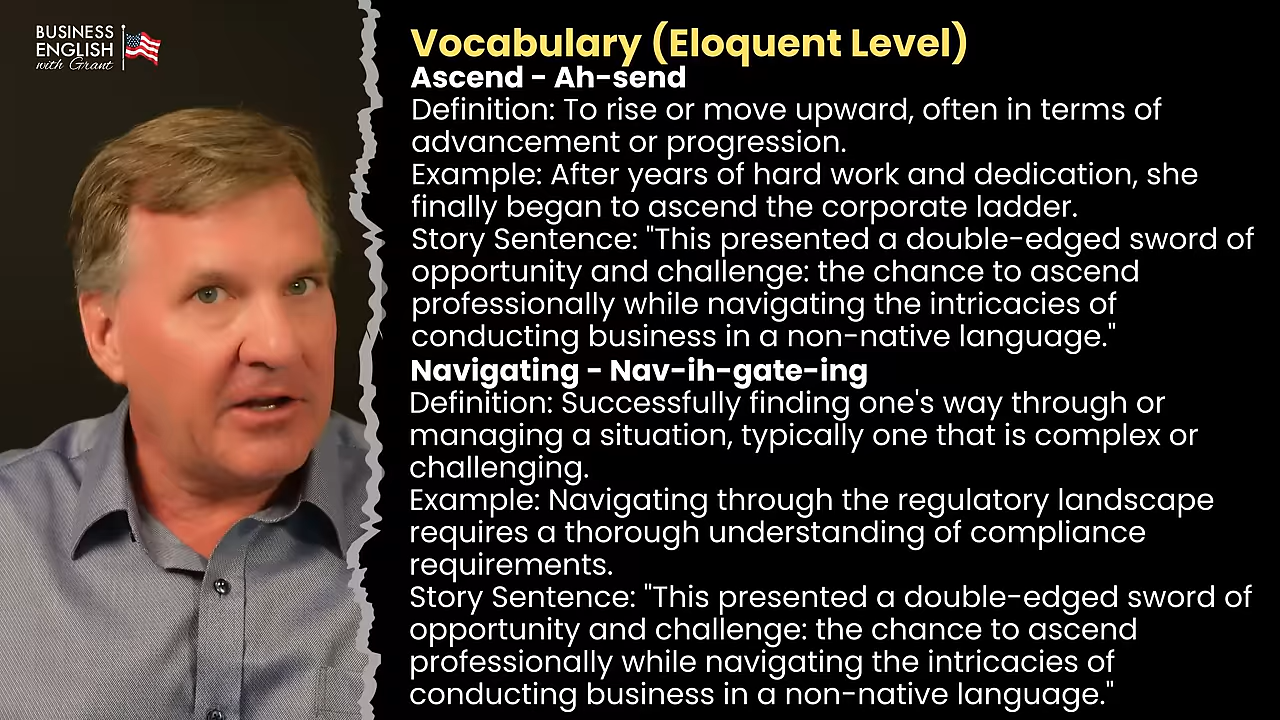 BUSINESS
ENGLISH
with Grant
Vocabulary (Eloquent Level)
Ascend - Ah-send
Definition: To rise or move upward, often in terms of
advancement or progression.
Example: After years of hard work and dedication, she
finally began to ascend the corporate ladder.
Story Sentence: "This presented a double-edged sword of
opportunity and challenge: the chance to ascend
professionally while navigating the intricacies of
conducting business in a non-native language."
Navigating - Nav-ih-gate-ing
Definition: Successfully finding one's way through or
managing a situation, typically one that is complex or
challenging.
Example: Navigating through the regulatory landscape
requires a thorough understanding of compliance
requirements.
Story Sentence: "This presented a double-edged sword of
opportunity and challenge: the chance to ascend
professionally while navigating the intricacies of
conducting business in a non-native language."